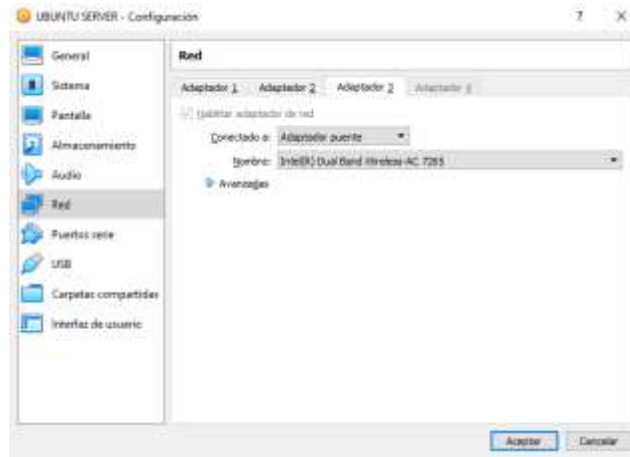 UBUNTU SERVER - Configuración
General
Sistema
Pantalla
Almacenamiento
Audio
Red
Puertos serie
USB
Carpetas compartidas
Interfaz de usuario
Red
Adaptador 1 Adaptador 2 Adaptador 3 Adaptador 4
Habilitar adaptador de red
Conectado a: Adaptador puente
Nombre: Intel(R) Dual Band Wireless-AC 7265
Avanzadas
Aceptar Cancelar